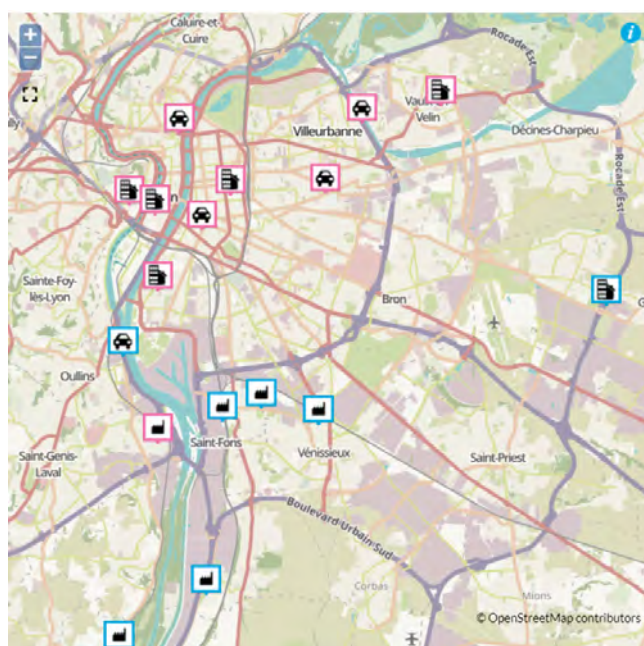 Caluire-et-
Cuire
Rocade Est
+
−
i
Vaulx-en-
Velin
Villeurbanne
Décines-Charpieu
Rocade Est
Sainte-Foy-
lès-Lyon
Bron
Oullins
Saint-Fons
Vénissieux
Saint-Genis-
Laval
Saint-Priest
Boulevard Urbain Sud
Corbas
Mions
© OpenStreetMap contributors